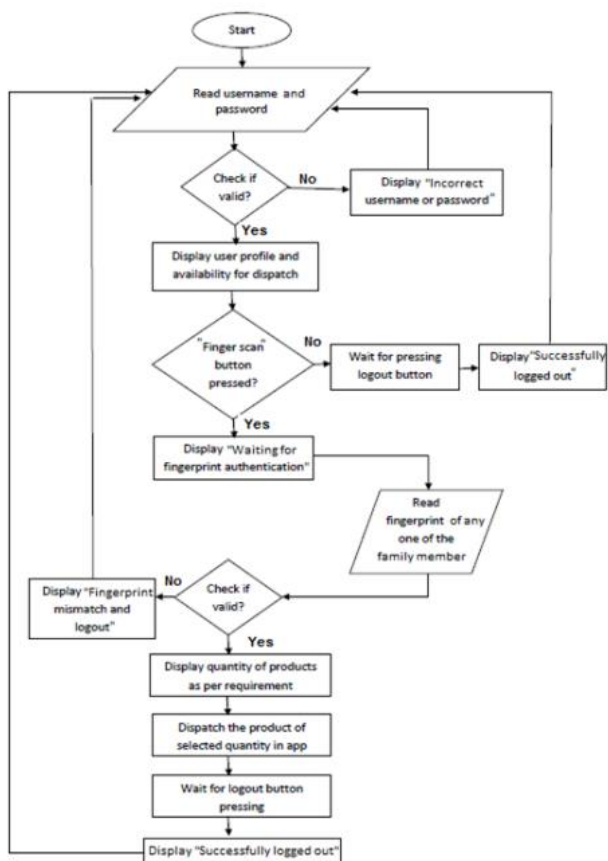 Start
Read username and
password
Check if
valid?
No
Display "Incorrect
username or password"
Yes
Display user profile and
availability for dispatch
"Finger scan"
button
pressed?
No
Wait for pressing
logout button
Display "Successfully
logged out"
Yes
Display "Waiting for
fingerprint authentication"
Read
fingerprint of any
one of the
family member
Check if
valid?
No
Display "Fingerprint
mismatch and
logout"
Yes
Display quantity of products
as per requirement
Dispatch the product of
selected quantity in app
Wait for logout button
pressing
Display "Successfully logged out"